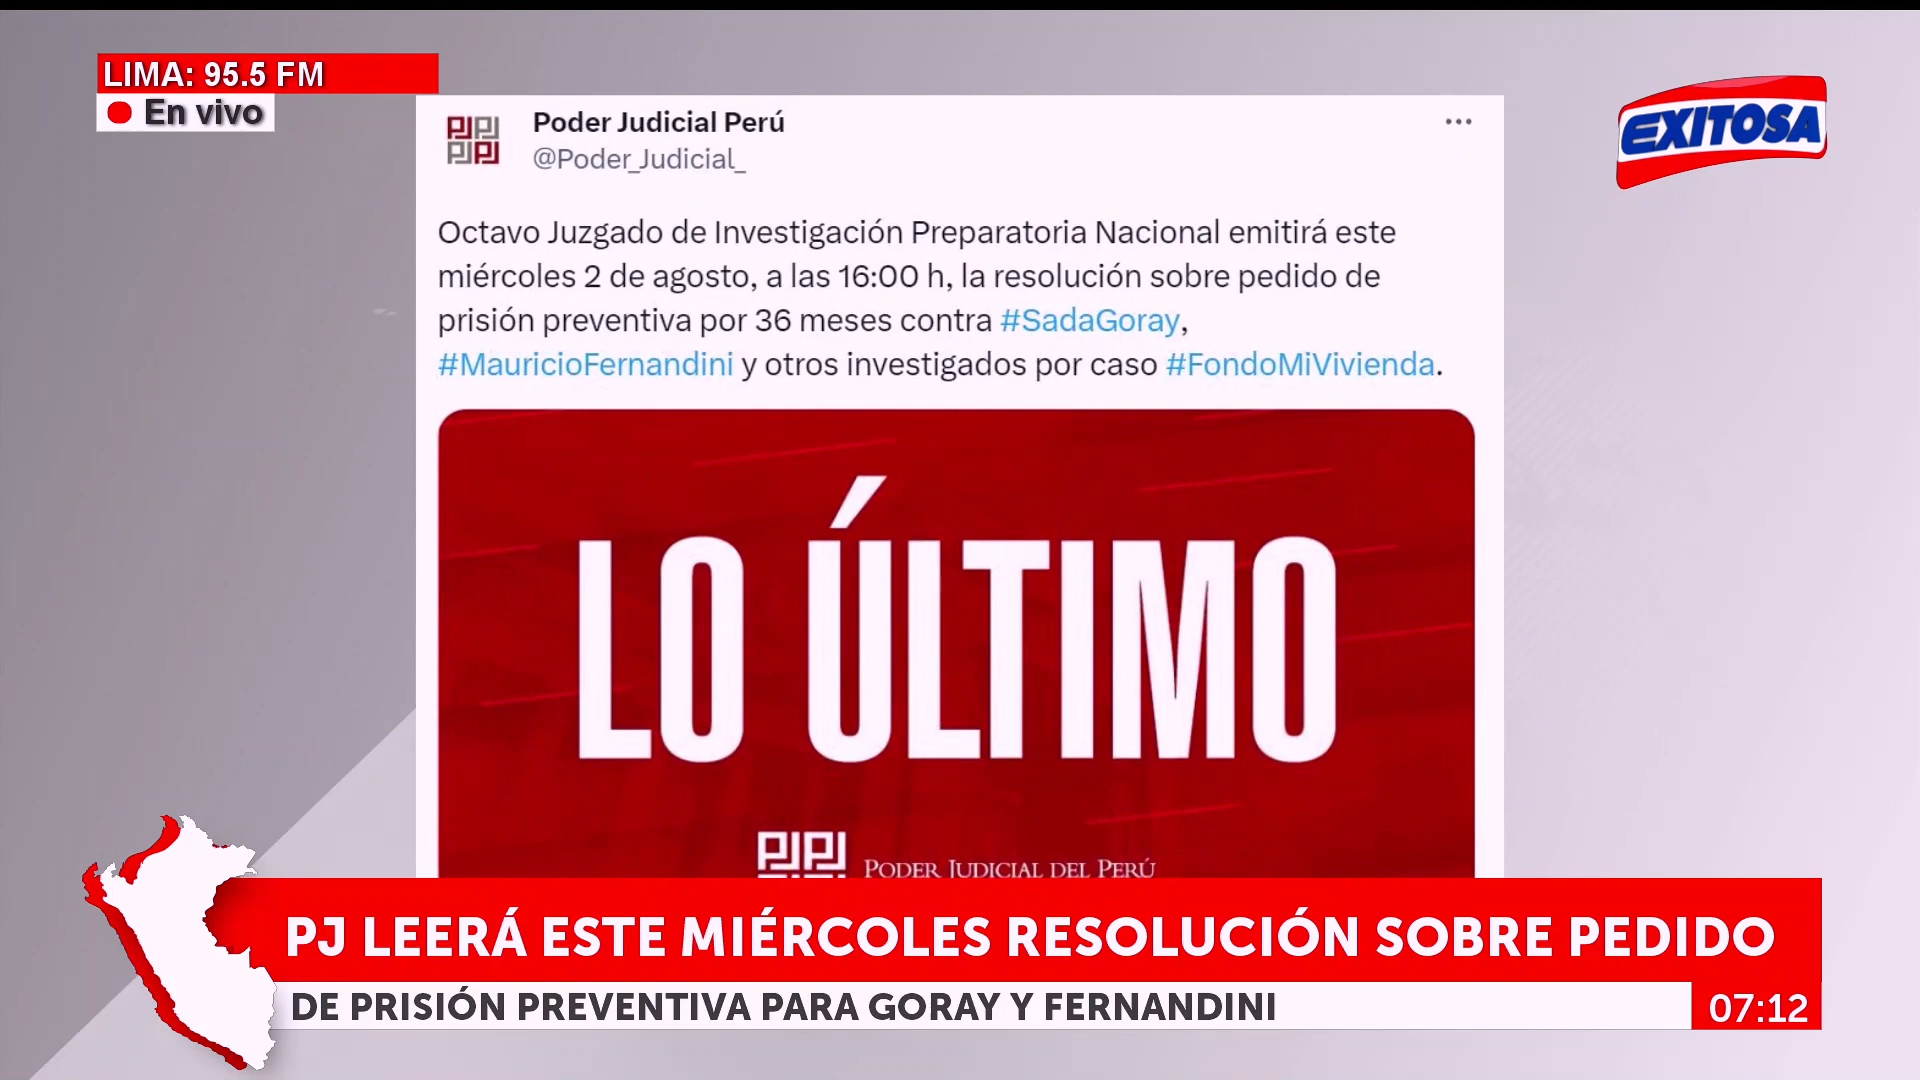 LIMA: 95.5 FM
En vivo
EXITOSA
Poder Judicial Perú
@Poder_Judicial_
Octavo Juzgado de Investigación Preparatoria Nacional emitirá este
miércoles 2 de agosto, a las 16:00 h, la resolución sobre pedido de
prisión preventiva por 36 meses contra #SadaGoray,
#MauricioFernandini y otros investigados por caso #FondoMiVivienda.
LO ÚLTIMO
PODER JUDICIAL DEL PERÚ
PJ LEERÁ ESTE MIÉRCOLES RESOLUCIÓN SOBRE PEDIDO
DE PRISIÓN PREVENTIVA PARA GORAY Y FERNANDINI
07:12